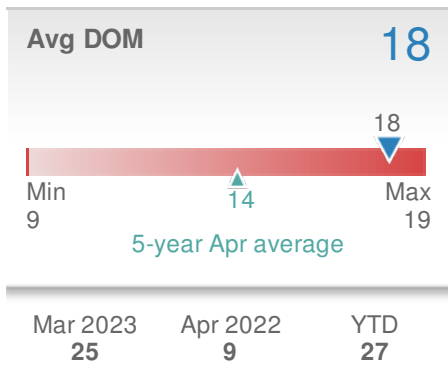 Avg DOM 18
18
Min Max
14
9 19
5-year Apr average
Mar 2023 Apr 2022 YTD
25 9 27